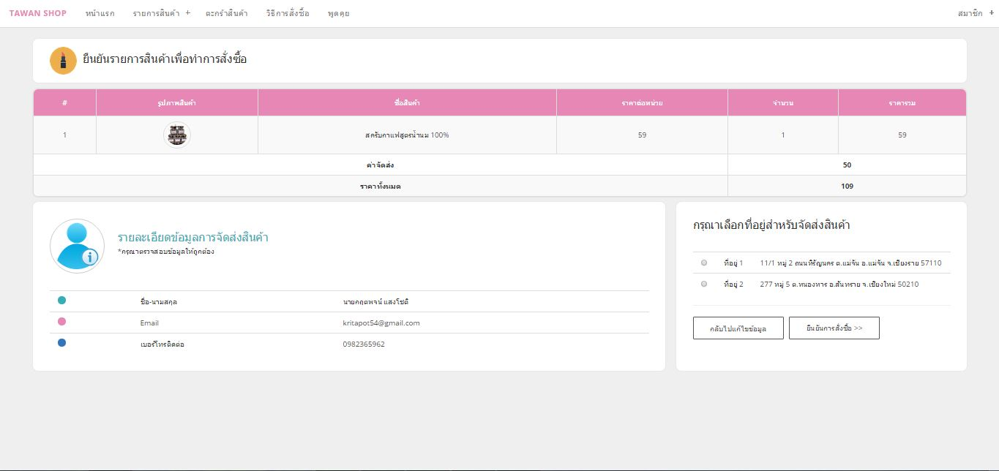 TAWAN SHOP หน้าแรก รายการสินค้า + ตะกร้าสินค้า วิธีการสั่งซื้อ พูดคุย สมาชิก +
ยืนยันรายการสินค้าเพื่อทำการสั่งซื้อ
# รูปภาพสินค้า ชื่อสินค้า ราคาต่อหน่วย จำนวน ราคารวม
1 สครับกาแฟสูตรน้ำนม 100% 59 1 59
ค่าจัดส่ง 50
ราคาทั้งหมด 109
รายละเอียดข้อมูลการจัดส่งสินค้า
*กรุณาตรวจสอบข้อมูลให้ถูกต้อง
ชื่อ-นามสกุล นายกฤตพจน์ แสงโชติ
Email kritapot54@gmail.com
เบอร์โทรติดต่อ 0982365962
กรุณาเลือกที่อยู่สำหรับจัดส่งสินค้า
ที่อยู่ 1 11/1 หมู่ 2 ถนนหิรัญนคร ต.แม่จัน อ.แม่จัน จ.เชียงราย 57110
ที่อยู่ 2 277 หมู่ 5 ต.หนองหาร อ.สันทราย จ.เชียงใหม่ 50210
กลับไปแก้ไขข้อมูล ยืนยันการสั่งซื้อ >>